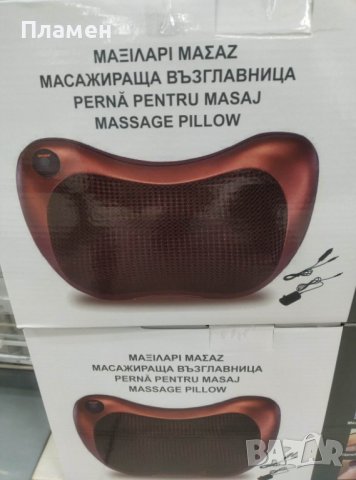 Пламен
ΜΑΞΙΛΑΡΙ ΜΑΣΑΖ
МАСАЖИРАЩА ВЪЗГЛАВНИЦА
PERNĂ PENTRU MASAJ
MASSAGE PILLOW
ΜΑΞΙΛΑΡΙ ΜΑΣΑΖ
МАСАЖИРАЩА ВЪЗГЛАВНИЦА
PERNĂ PENTRU MASAJ
MASSAGE PILLOW
BAZAR